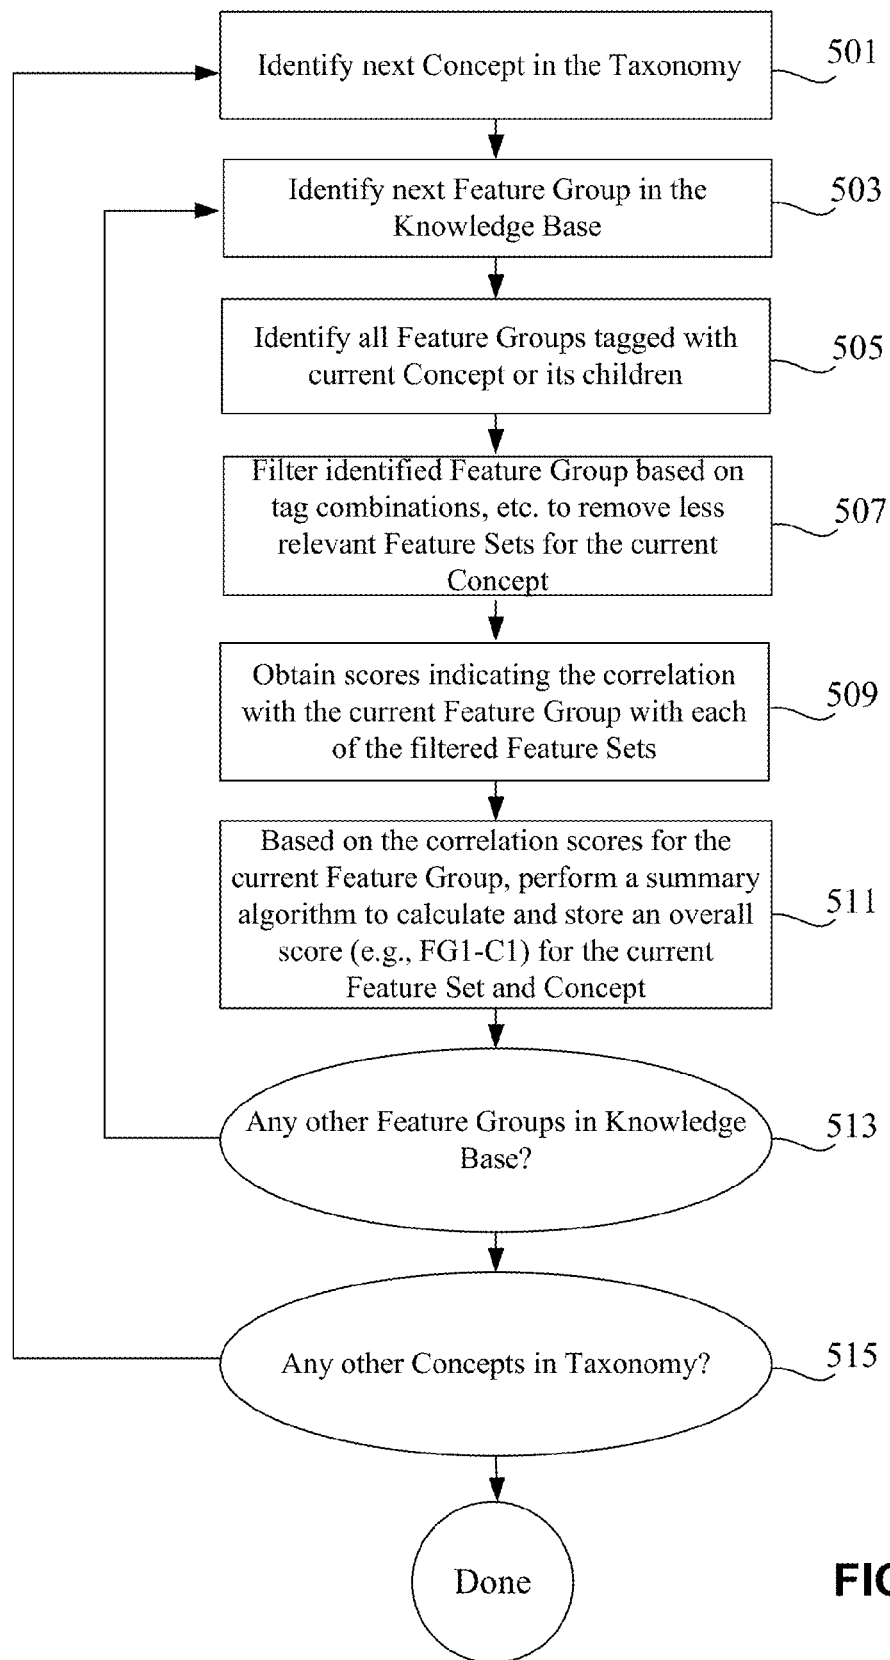 Identify next Concept in the Taxonomy
501
Identify next Feature Group in the
Knowledge Base
503
Identify all Feature Groups tagged with
current Concept or its children
505
Filter identified Feature Group based on
tag combinations, etc. to remove less
relevant Feature Sets for the current
Concept
507
Obtain scores indicating the correlation
with the current Feature Group with each
of the filtered Feature Sets
509
Based on the correlation scores for the
current Feature Group, perform a summary
algorithm to calculate and store an overall
score (e.g., FG1-C1) for the current
Feature Set and Concept
511
Any other Feature Groups in Knowledge
Base?
513
Any other Concepts in Taxonomy?
515
Done